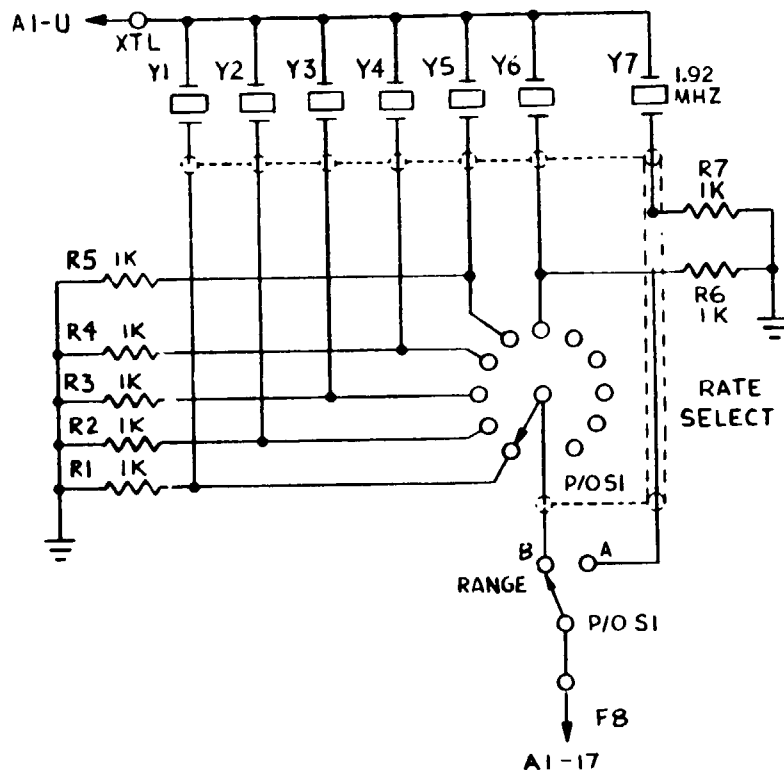 A1-U
XTL
Y1
Y2
Y3
Y4
Y5
Y6
Y7
1.92
MHZ
R7
1K
R5 1K
R6
1K
R4
1K
R3
1K
R2
1K
R1
1K
RATE
SELECT
P/O S1
B
A
RANGE
P/O S1
F8
A1-17